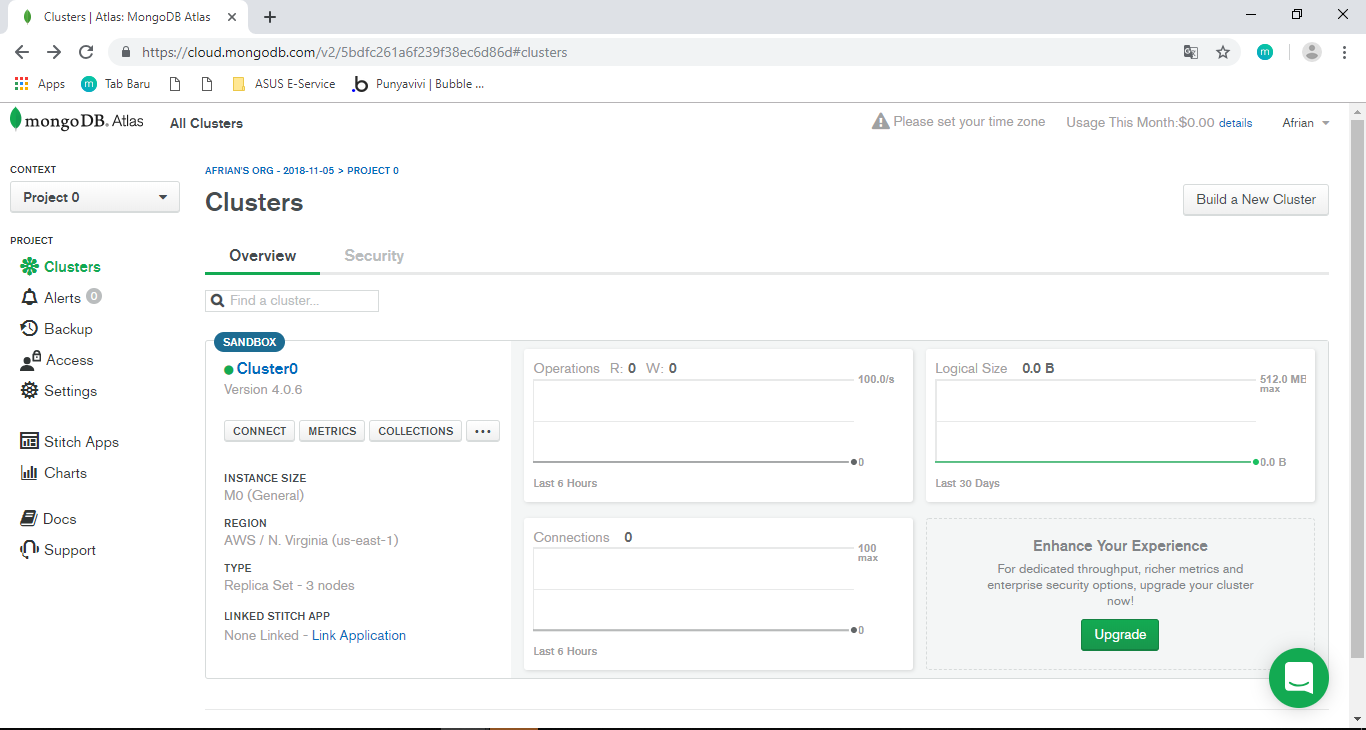 Clusters | Atlas: MongoDB Atlas
https://cloud.mongodb.com/v2/5bdfc261a6f239f38ec6d86d#clusters
m
Apps
m
Tab Baru
ASUS E-Service
b
Punyavivi | Bubble ...
mongoDB. Atlas
All Clusters
Please set your time zone
Usage This Month:$0.00 details
Afrian
CONTEXT
Project 0
PROJECT
Clusters
Alerts 0
Backup
Access
Settings
Stitch Apps
Charts
Docs
Support
AFRIAN'S ORG - 2018-11-05 > PROJECT 0
Clusters
Build a New Cluster
Overview
Security
Find a cluster...
SANDBOX
Cluster0
Version 4.0.6
CONNECT
METRICS
COLLECTIONS
...
INSTANCE SIZE
M0 (General)
REGION
AWS / N. Virginia (us-east-1)
TYPE
Replica Set - 3 nodes
LINKED STITCH APP
None Linked - Link Application
Operations R: 0 W: 0
100.0/s
0
Last 6 Hours
Logical Size 0.0 B
512.0 MB
max
0.0 B
Last 30 Days
Connections 0
100
max
0
Last 6 Hours
Enhance Your Experience
For dedicated throughput, richer metrics and
enterprise security options, upgrade your cluster
now!
Upgrade